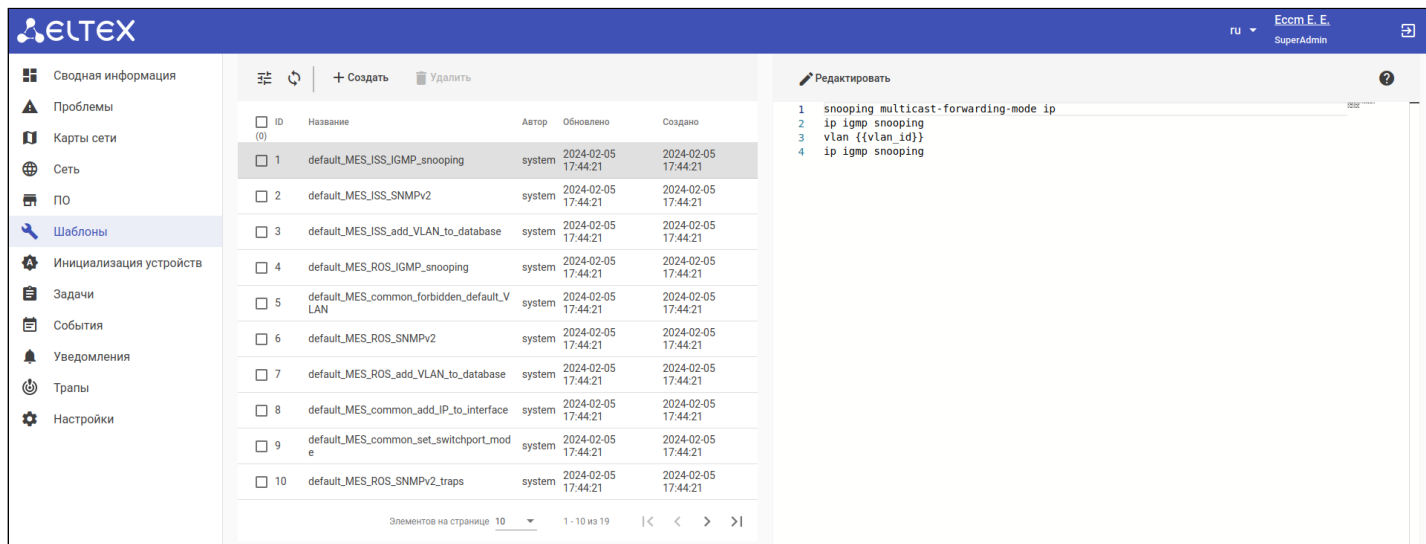 ELTEX
ru
Eccm E. E.
SuperAdmin
Сводная информация
Проблемы
Карты сети
Сеть
ПО
Шаблоны
Инициализация устройств
Задачи
События
Уведомления
Трапы
Настройки
Создать Удалить
ID Название Автор Обновлено Создано
(0)
1 default_MES_ISS_IGMP_snooping system 2024-02-05 17:44:21 2024-02-05 17:44:21
2 default_MES_ISS_SNMPv2 system 2024-02-05 17:44:21 2024-02-05 17:44:21
3 default_MES_ISS_add_VLAN_to_database system 2024-02-05 17:44:21 2024-02-05 17:44:21
4 default_MES_ROS_IGMP_snooping system 2024-02-05 17:44:21 2024-02-05 17:44:21
5 default_MES_common_forbidden_default_VLAN system 2024-02-05 17:44:21 2024-02-05 17:44:21
6 default_MES_ROS_SNMPv2 system 2024-02-05 17:44:21 2024-02-05 17:44:21
7 default_MES_ROS_add_VLAN_to_database system 2024-02-05 17:44:21 2024-02-05 17:44:21
8 default_MES_common_add_IP_to_interface system 2024-02-05 17:44:21 2024-02-05 17:44:21
9 default_MES_common_set_switchport_mode system 2024-02-05 17:44:21 2024-02-05 17:44:21
10 default_MES_ROS_SNMPv2_traps system 2024-02-05 17:44:21 2024-02-05 17:44:21
Элементов на странице 10 1 - 10 из 19
Редактировать
1 snooping multicast-forwarding-mode ip
2 ip igmp snooping
3 vlan {{vlan_id}}
4 ip igmp snooping